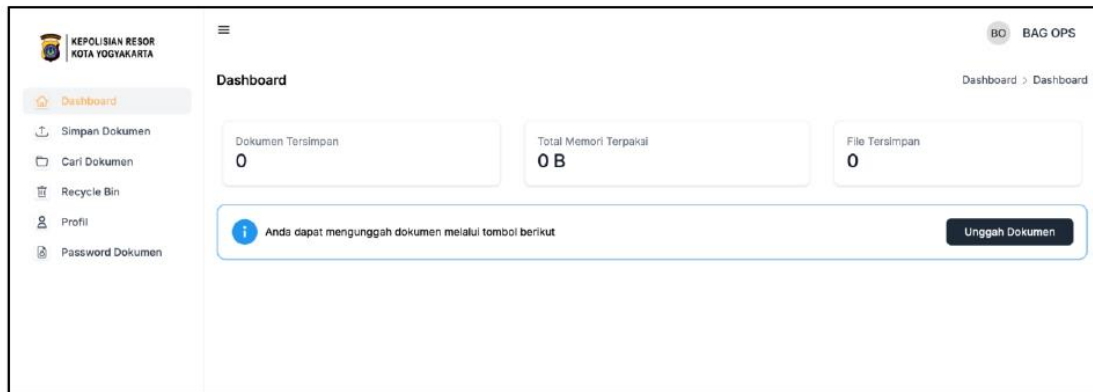 KEPOLISIAN RESOR
KOTA YOGYAKARTA
Dashboard
Simpan Dokumen
Cari Dokumen
Recycle Bin
Profil
Password Dokumen
BO BAG OPS
Dashboard
Dashboard > Dashboard
Dokumen Tersimpan
0
Total Memori Terpakai
0 B
File Tersimpan
0
Anda dapat mengunggah dokumen melalui tombol berikut
Unggah Dokumen